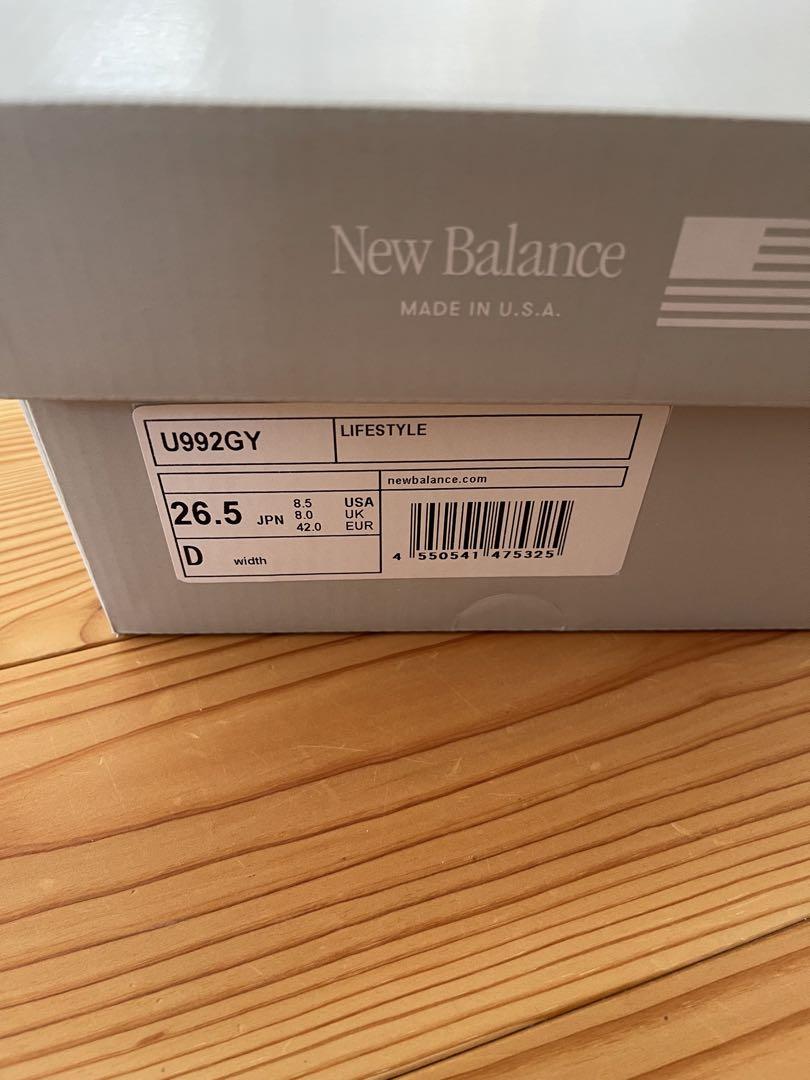 New Balance
MADE IN U.S.A.
U992GY
LIFESTYLE
newbalance.com
26.5 JPN
8.5 USA
8.0 UK
42.0 EUR
D width
4 550541 475325